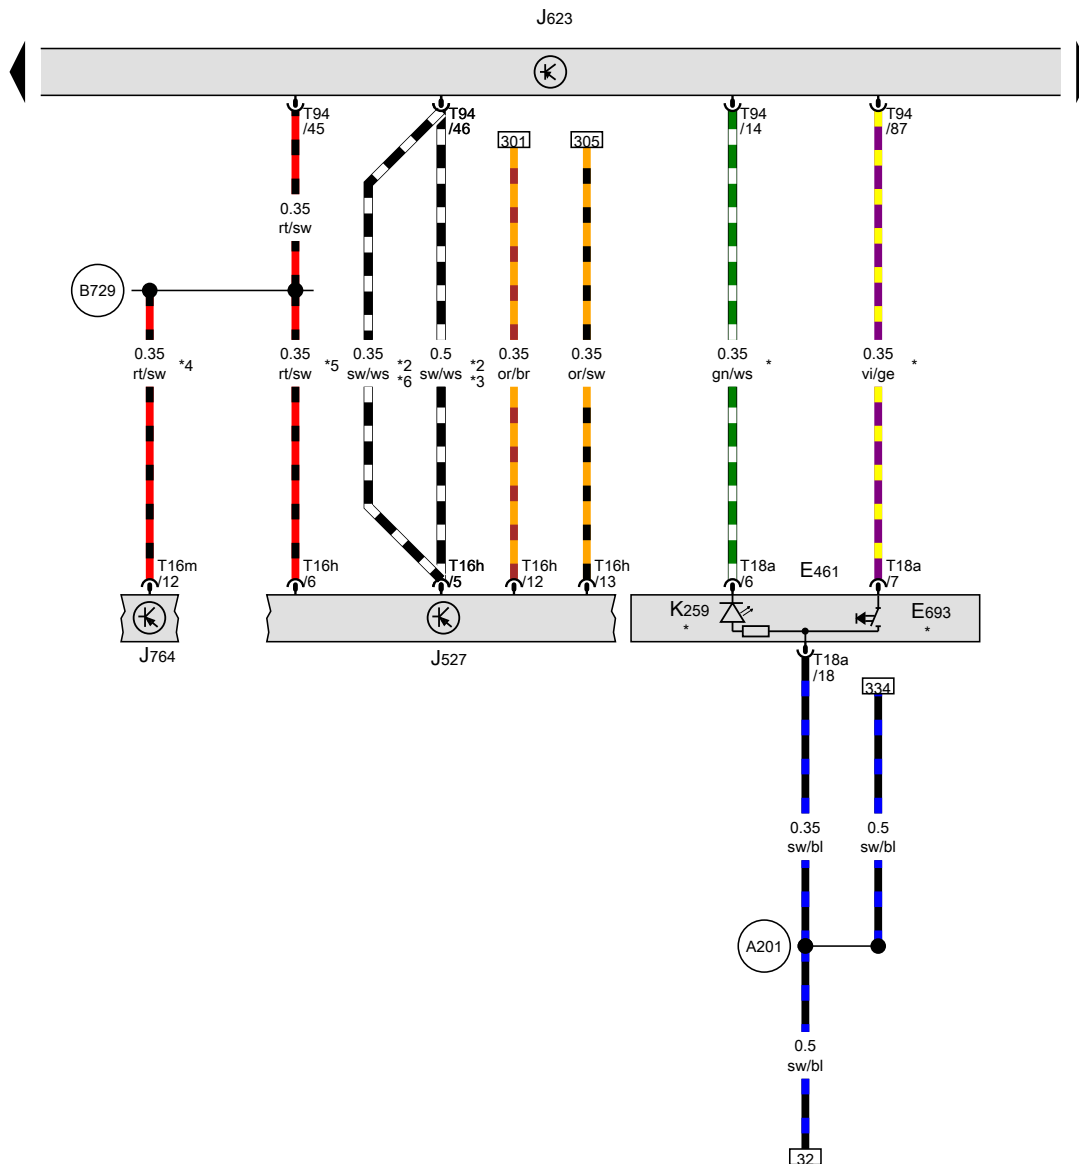 J623
T94
/45
T94
/46
T94
/14
T94
/87
301
305
0.35
rt/sw
B729
0.35
rt/sw
*4
0.35
rt/sw
*5
0.35
sw/ws
*2
*6
0.5
sw/ws
*2
*3
0.35
or/br
0.35
or/sw
0.35
gn/ws
*
0.35
vi/ge
*
T16m
/12
T16h
/6
T16h
/5
T16h
/12
T16h
/13
T18a
/6
E461
T18a
/7
K259
*
E693
*
J764
J527
T18a
/18
334
0.35
sw/bl
0.5
sw/bl
A201
0.5
sw/bl
32